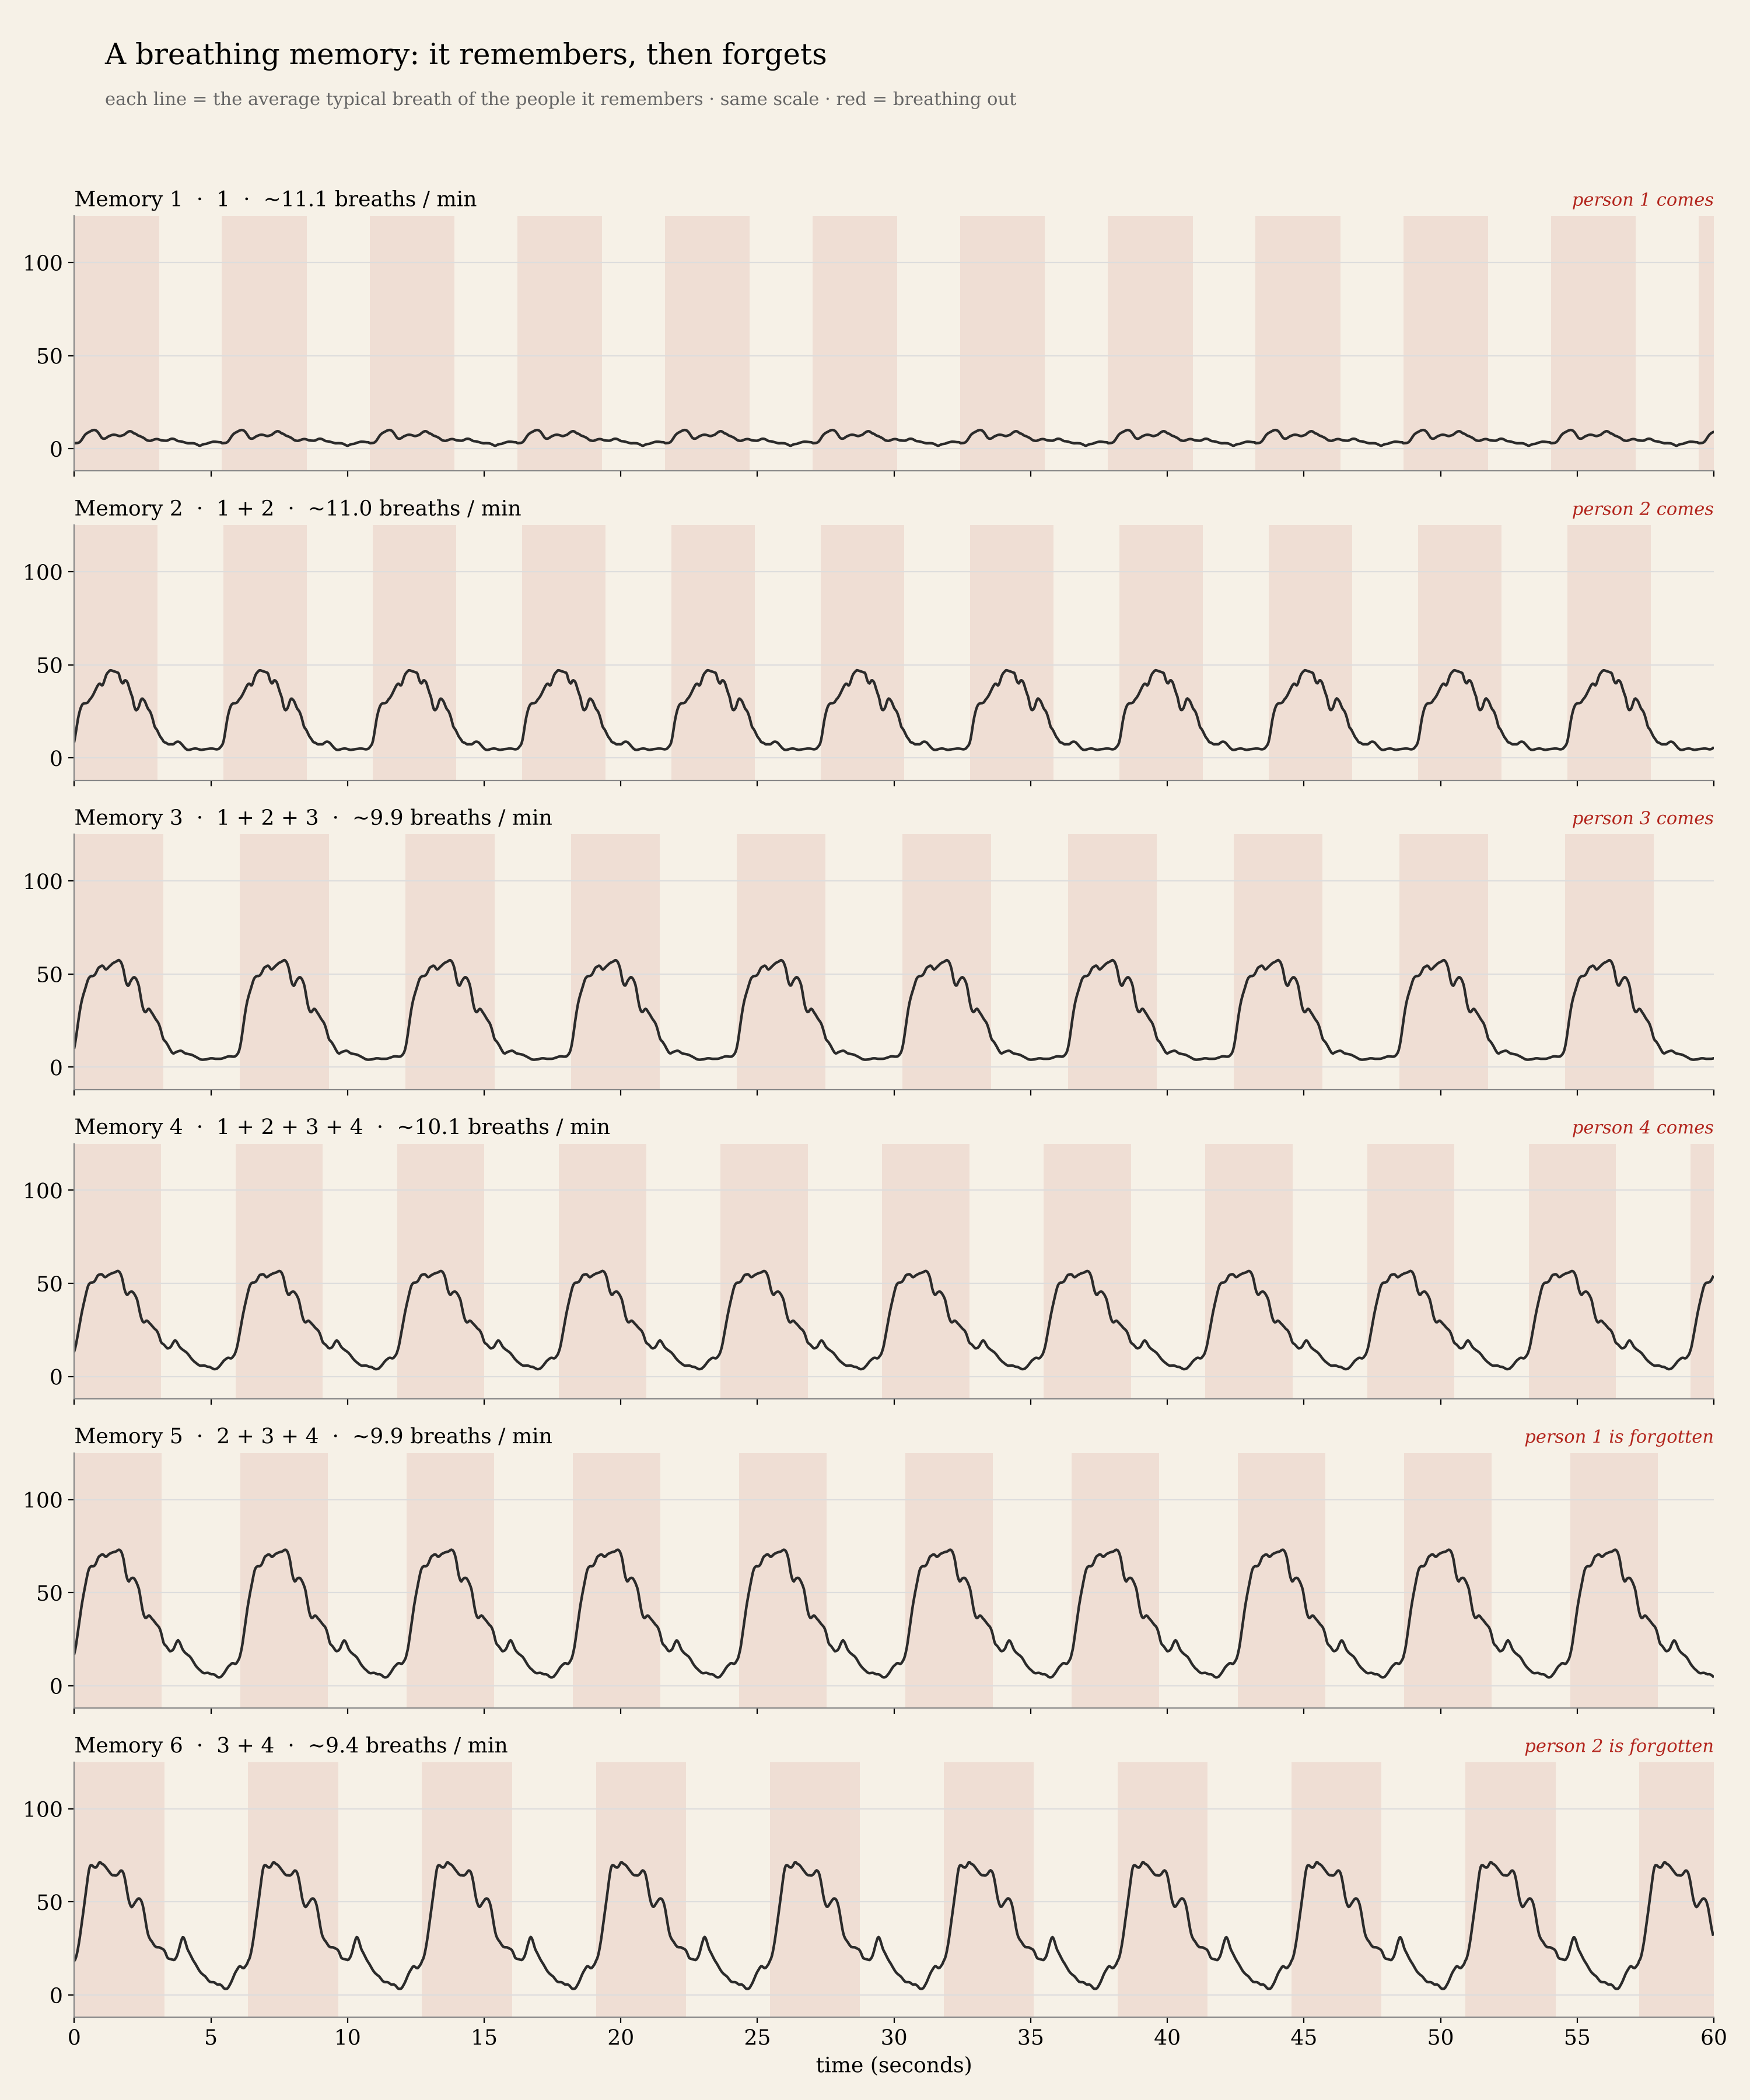 A breathing memory: it remembers, then forgets
each line = the average typical breath of the people it remembers · same scale · red = breathing out
Memory 1 · 1 · ~11.1 breaths / min
person 1 comes
100
50
0
Memory 2 · 1 + 2 · ~11.0 breaths / min
person 2 comes
100
50
0
Memory 3 · 1 + 2 + 3 · ~9.9 breaths / min
person 3 comes
100
50
0
Memory 4 · 1 + 2 + 3 + 4 · ~10.1 breaths / min
person 4 comes
100
50
0
Memory 5 · 2 + 3 + 4 · ~9.9 breaths / min
person 1 is forgotten
100
50
0
Memory 6 · 3 + 4 · ~9.4 breaths / min
person 2 is forgotten
100
50
0
0 5 10 15 20 25 30 35 40 45 50 55 60
time (seconds)